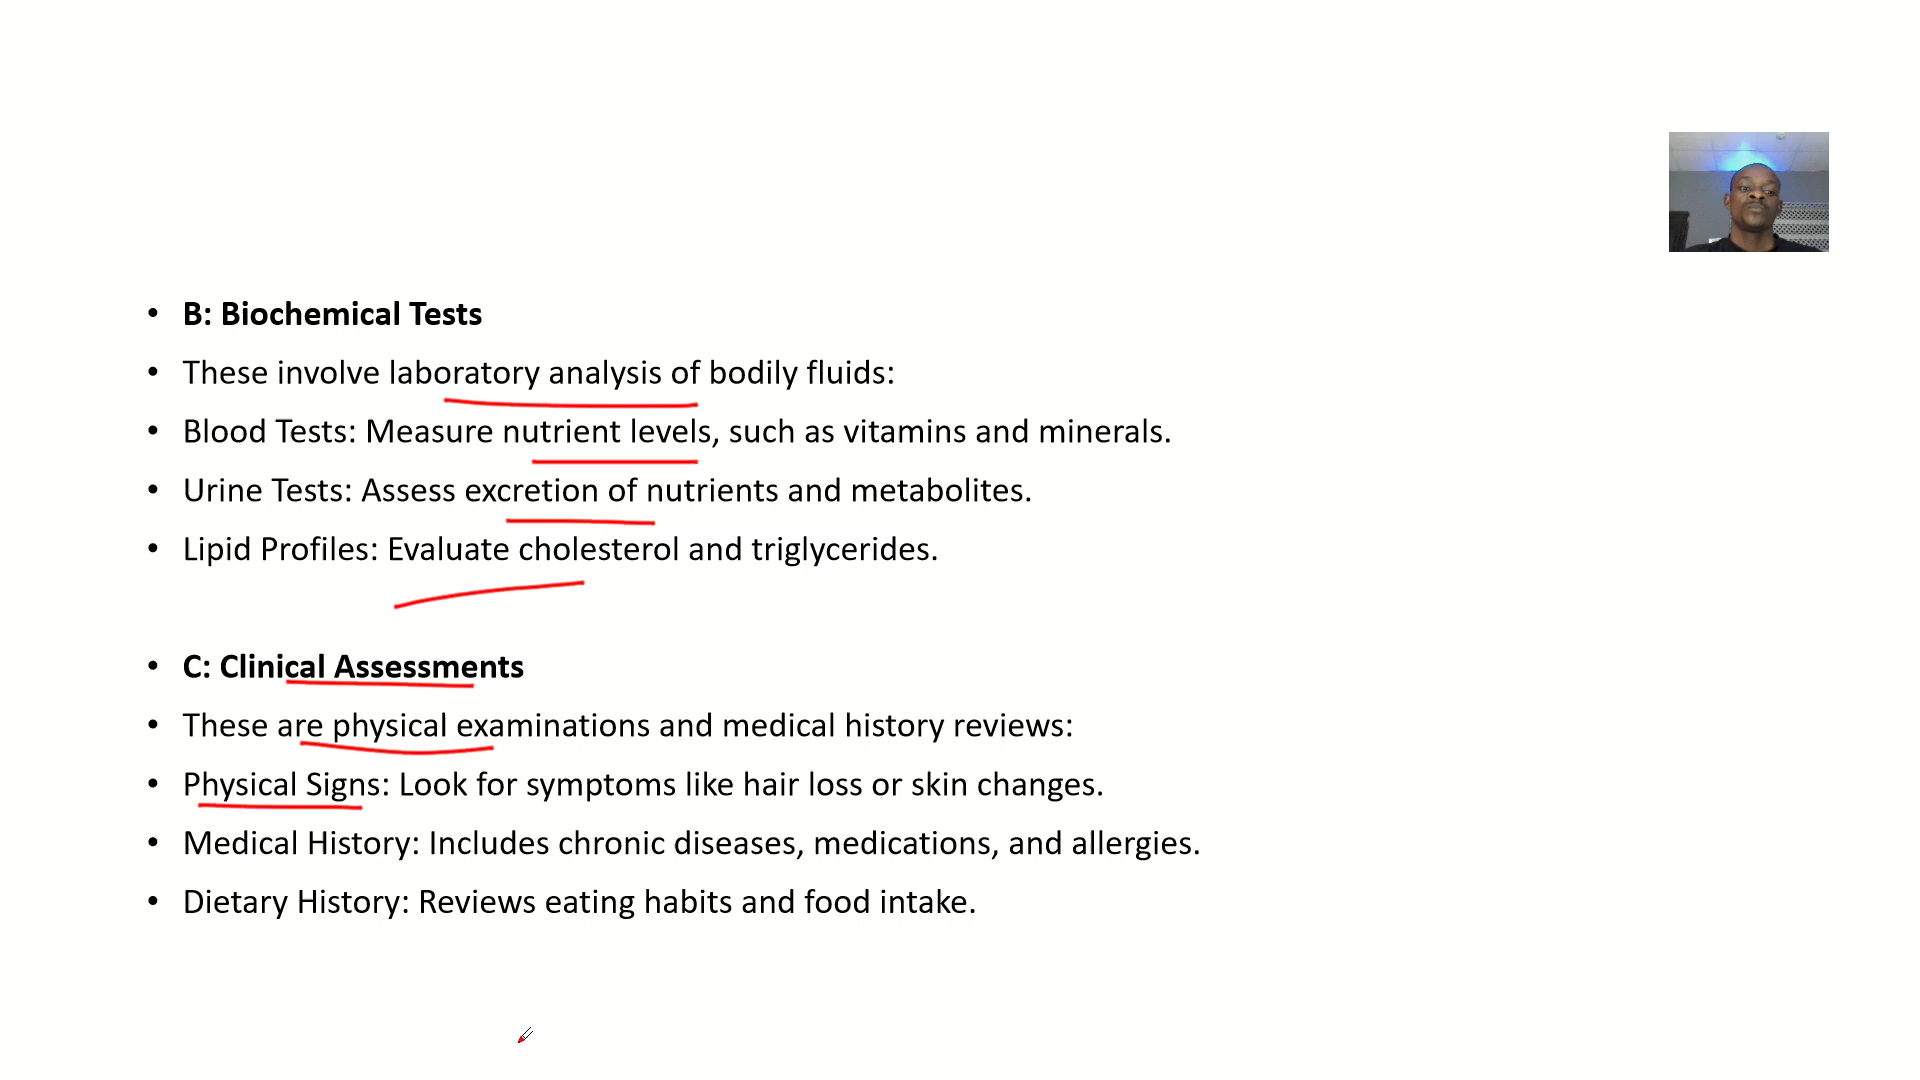 • B: Biochemical Tests
• These involve laboratory analysis of bodily fluids:
• Blood Tests: Measure nutrient levels, such as vitamins and minerals.
• Urine Tests: Assess excretion of nutrients and metabolites.
• Lipid Profiles: Evaluate cholesterol and triglycerides.
• C: Clinical Assessments
• These are physical examinations and medical history reviews:
• Physical Signs: Look for symptoms like hair loss or skin changes.
• Medical History: Includes chronic diseases, medications, and allergies.
• Dietary History: Reviews eating habits and food intake.